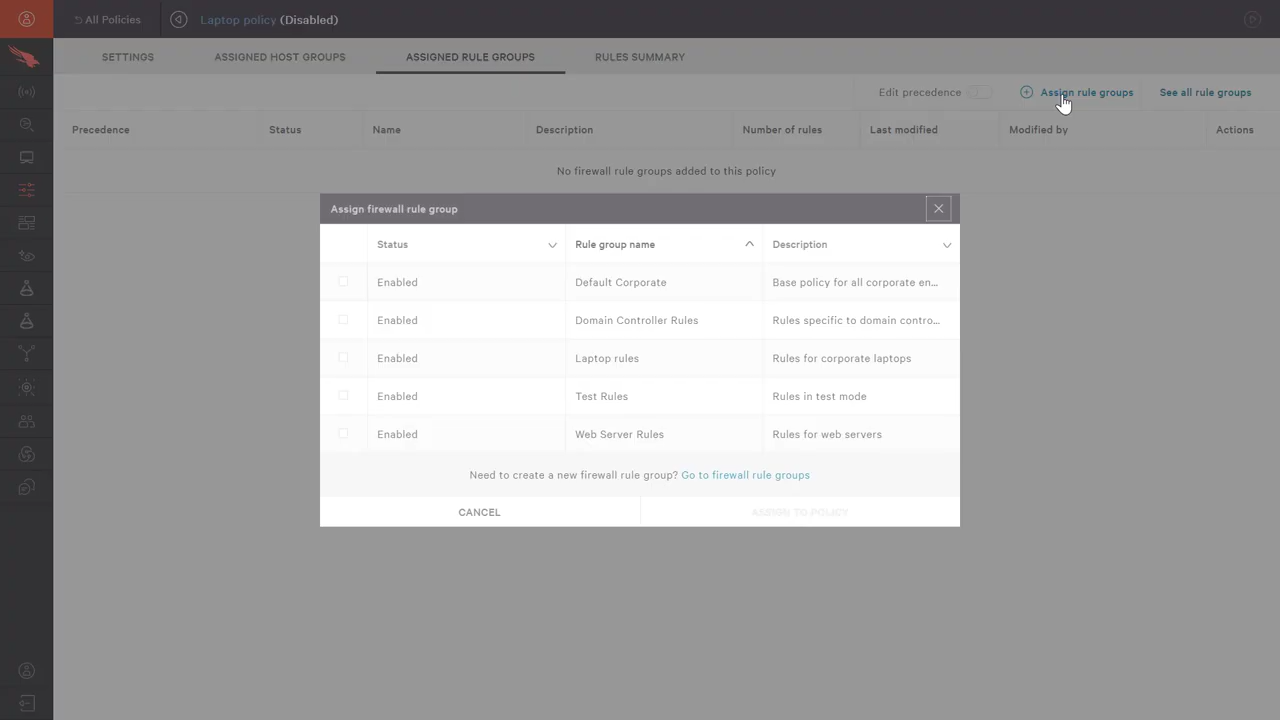 All Policies
Laptop policy (Disabled)
SETTINGS ASSIGNED HOST GROUPS ASSIGNED RULE GROUPS RULES SUMMARY
Edit precedence Assign rule groups See all rule groups
Precedence Status Name Description Number of rules Last modified Modified by Actions
No firewall rule groups added to this policy
Assign firewall rule group
Status Rule group name Description
Enabled Default Corporate Base policy for all corporate en...
Enabled Domain Controller Rules Rules specific to domain contro...
Enabled Laptop rules Rules for corporate laptops
Enabled Test Rules Rules in test mode
Enabled Web Server Rules Rules for web servers
Need to create a new firewall rule group? Go to firewall rule groups
CANCEL ASSIGN TO POLICY